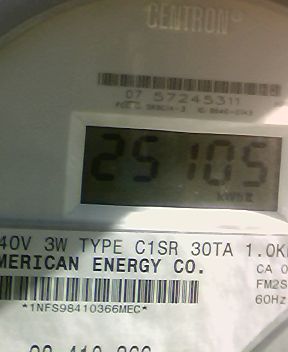 CENTRON
07 57245311
25105
kWh
40V 3W TYPE C1SR 30TA 1.0K
MERICAN ENERGY CO.
CA 0
FM2S
60Hz
*1NFS98410366MEC*